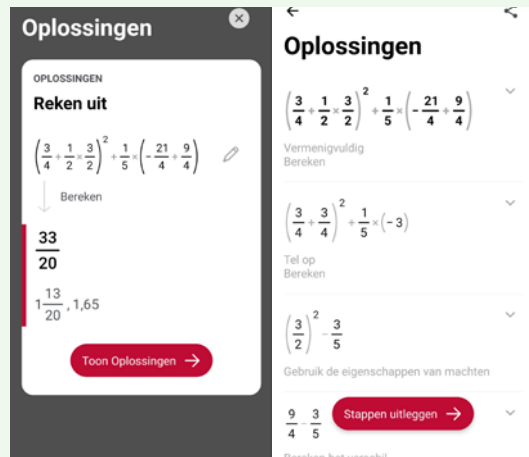 Oplossingen
OPLOSSINGEN
Reken uit
(3/4 + 1/2 × 3/2)² + 1/5 × (-21/4 + 9/4)
Bereken
33/20
1 13/20 , 1,65
Toon Oplossingen →
Oplossingen
(3/4 + 1/2 × 3/2)² + 1/5 × (-21/4 + 9/4)
Vermenigvuldig
Bereken
(3/4 + 3/4)² + 1/5 × (-3)
Tel op
Bereken
(3/2)² - 3/5
Gebruik de eigenschappen van machten
9/4 - 3/5
Stappen uitleggen →